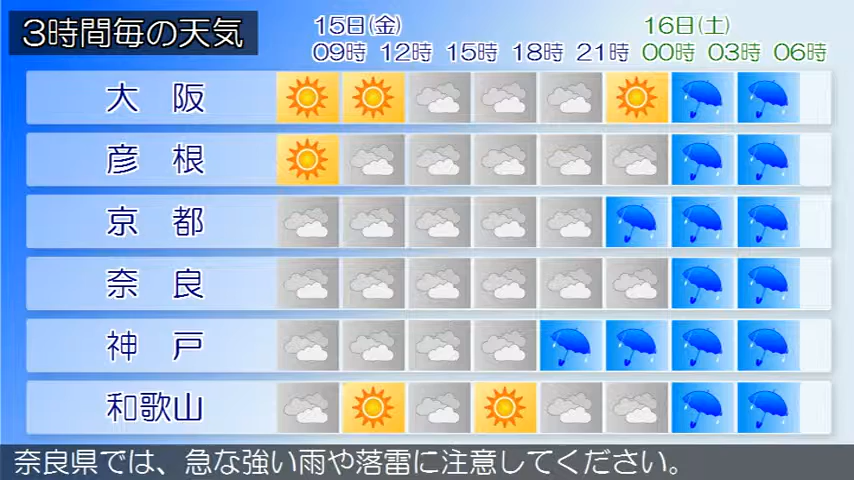 3時間毎の天気
15日(金) 16日(土)
09時 12時 15時 18時 21時 00時 03時 06時
大阪
彦根
京都
奈良
神戸
和歌山
奈良県では、急な強い雨や落雷に注意してください。